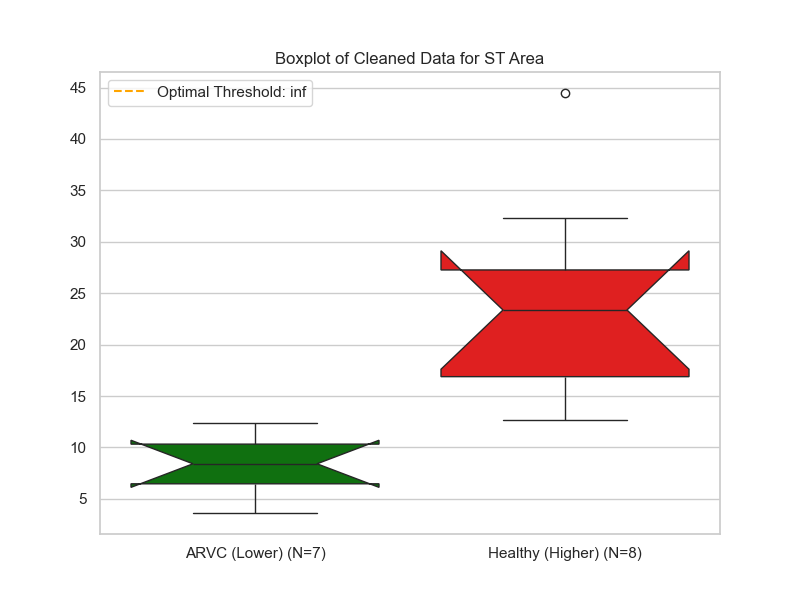 Boxplot of Cleaned Data for ST Area
Optimal Threshold: inf
45
40
35
30
25
20
15
10
5
ARVC (Lower) (N=7)
Healthy (Higher) (N=8)